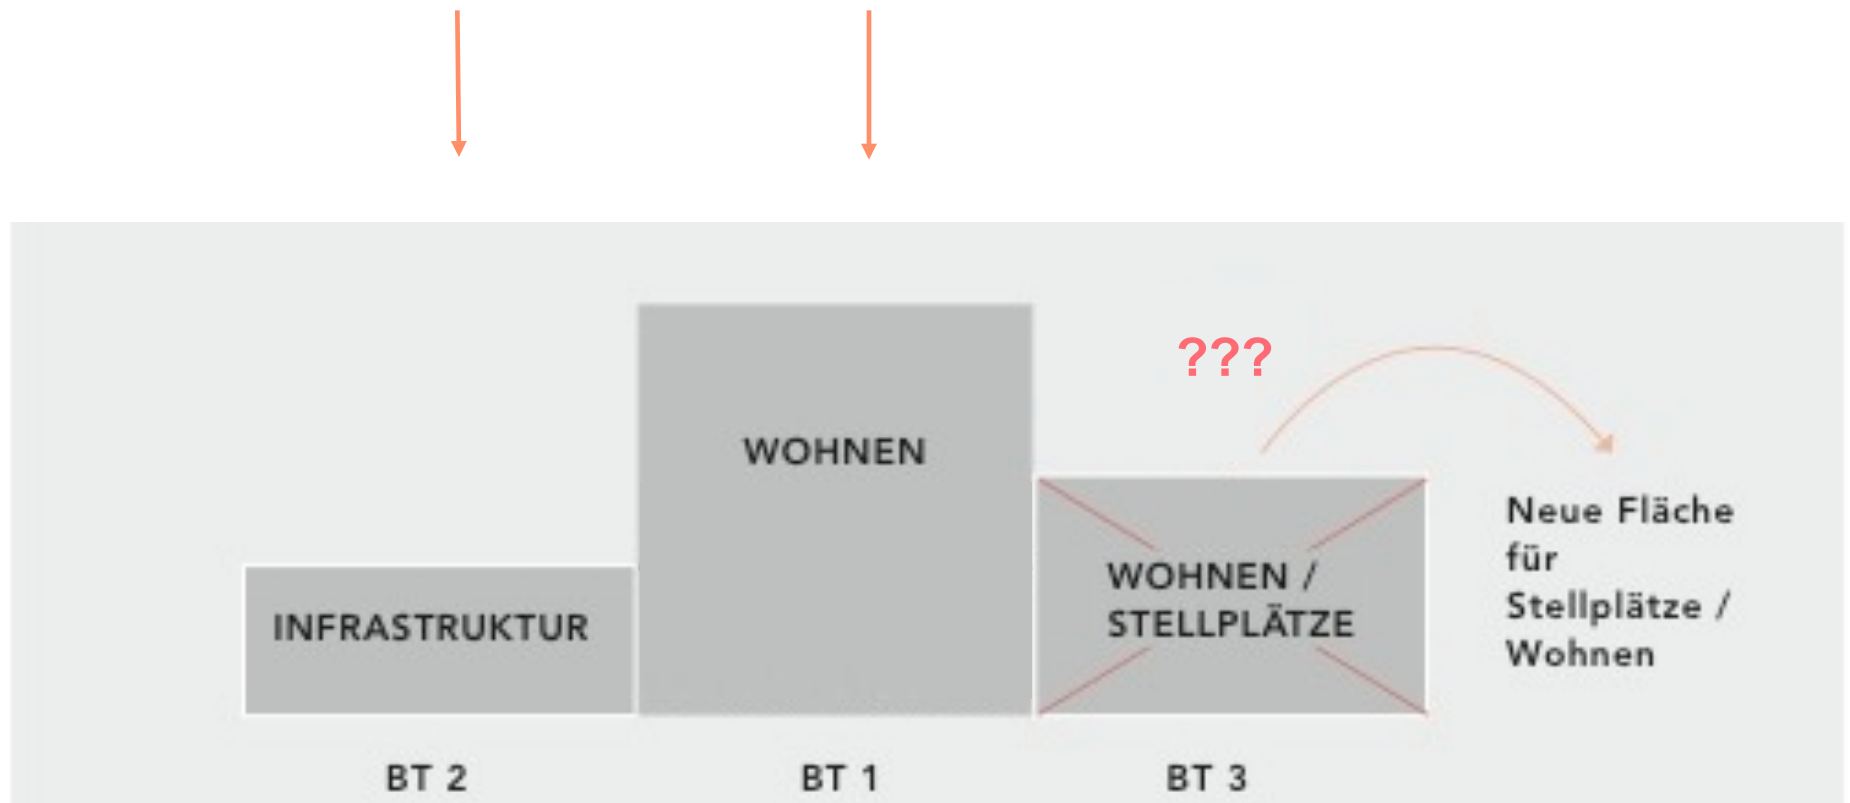 ???
WOHNEN
Neue Fläche
für
Stellplätze /
Wohnen
WOHNEN /
STELLPLÄTZE
INFRASTRUKTUR
BT 2
BT 1
BT 3